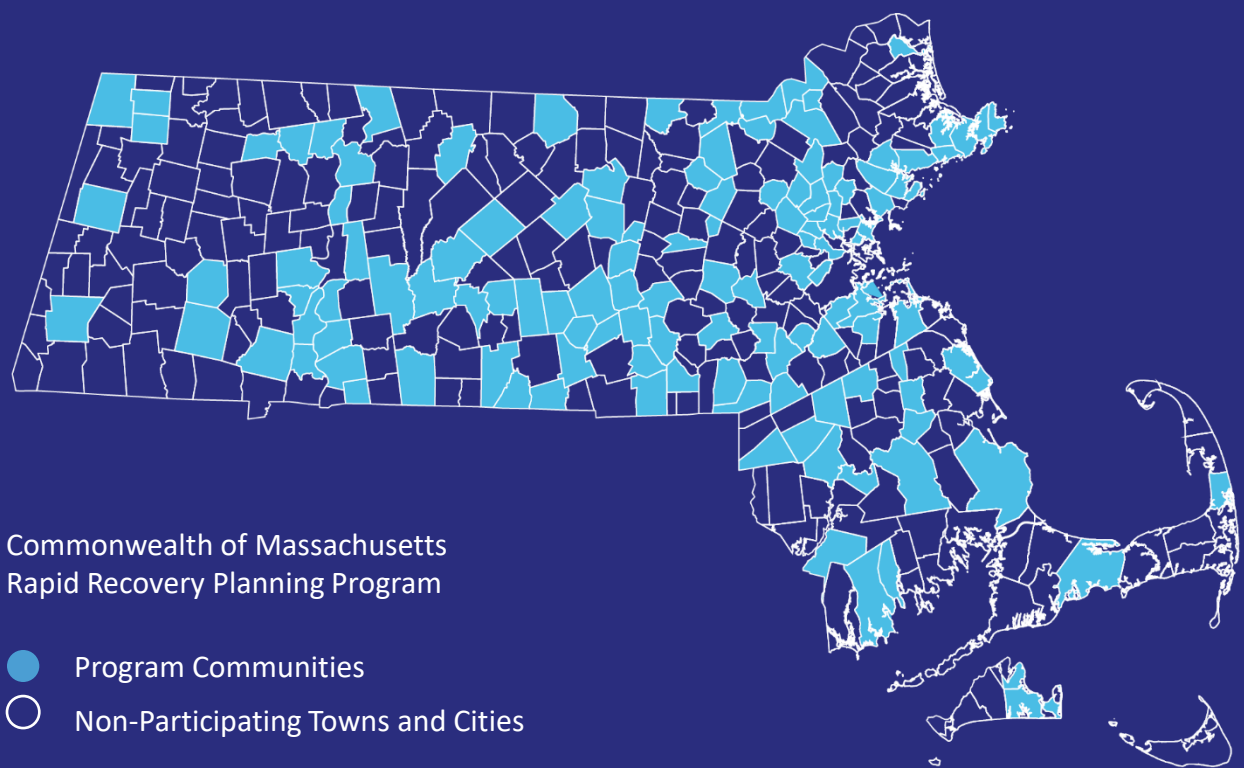 Commonwealth of Massachusetts
Rapid Recovery Planning Program
Program Communities
Non-Participating Towns and Cities